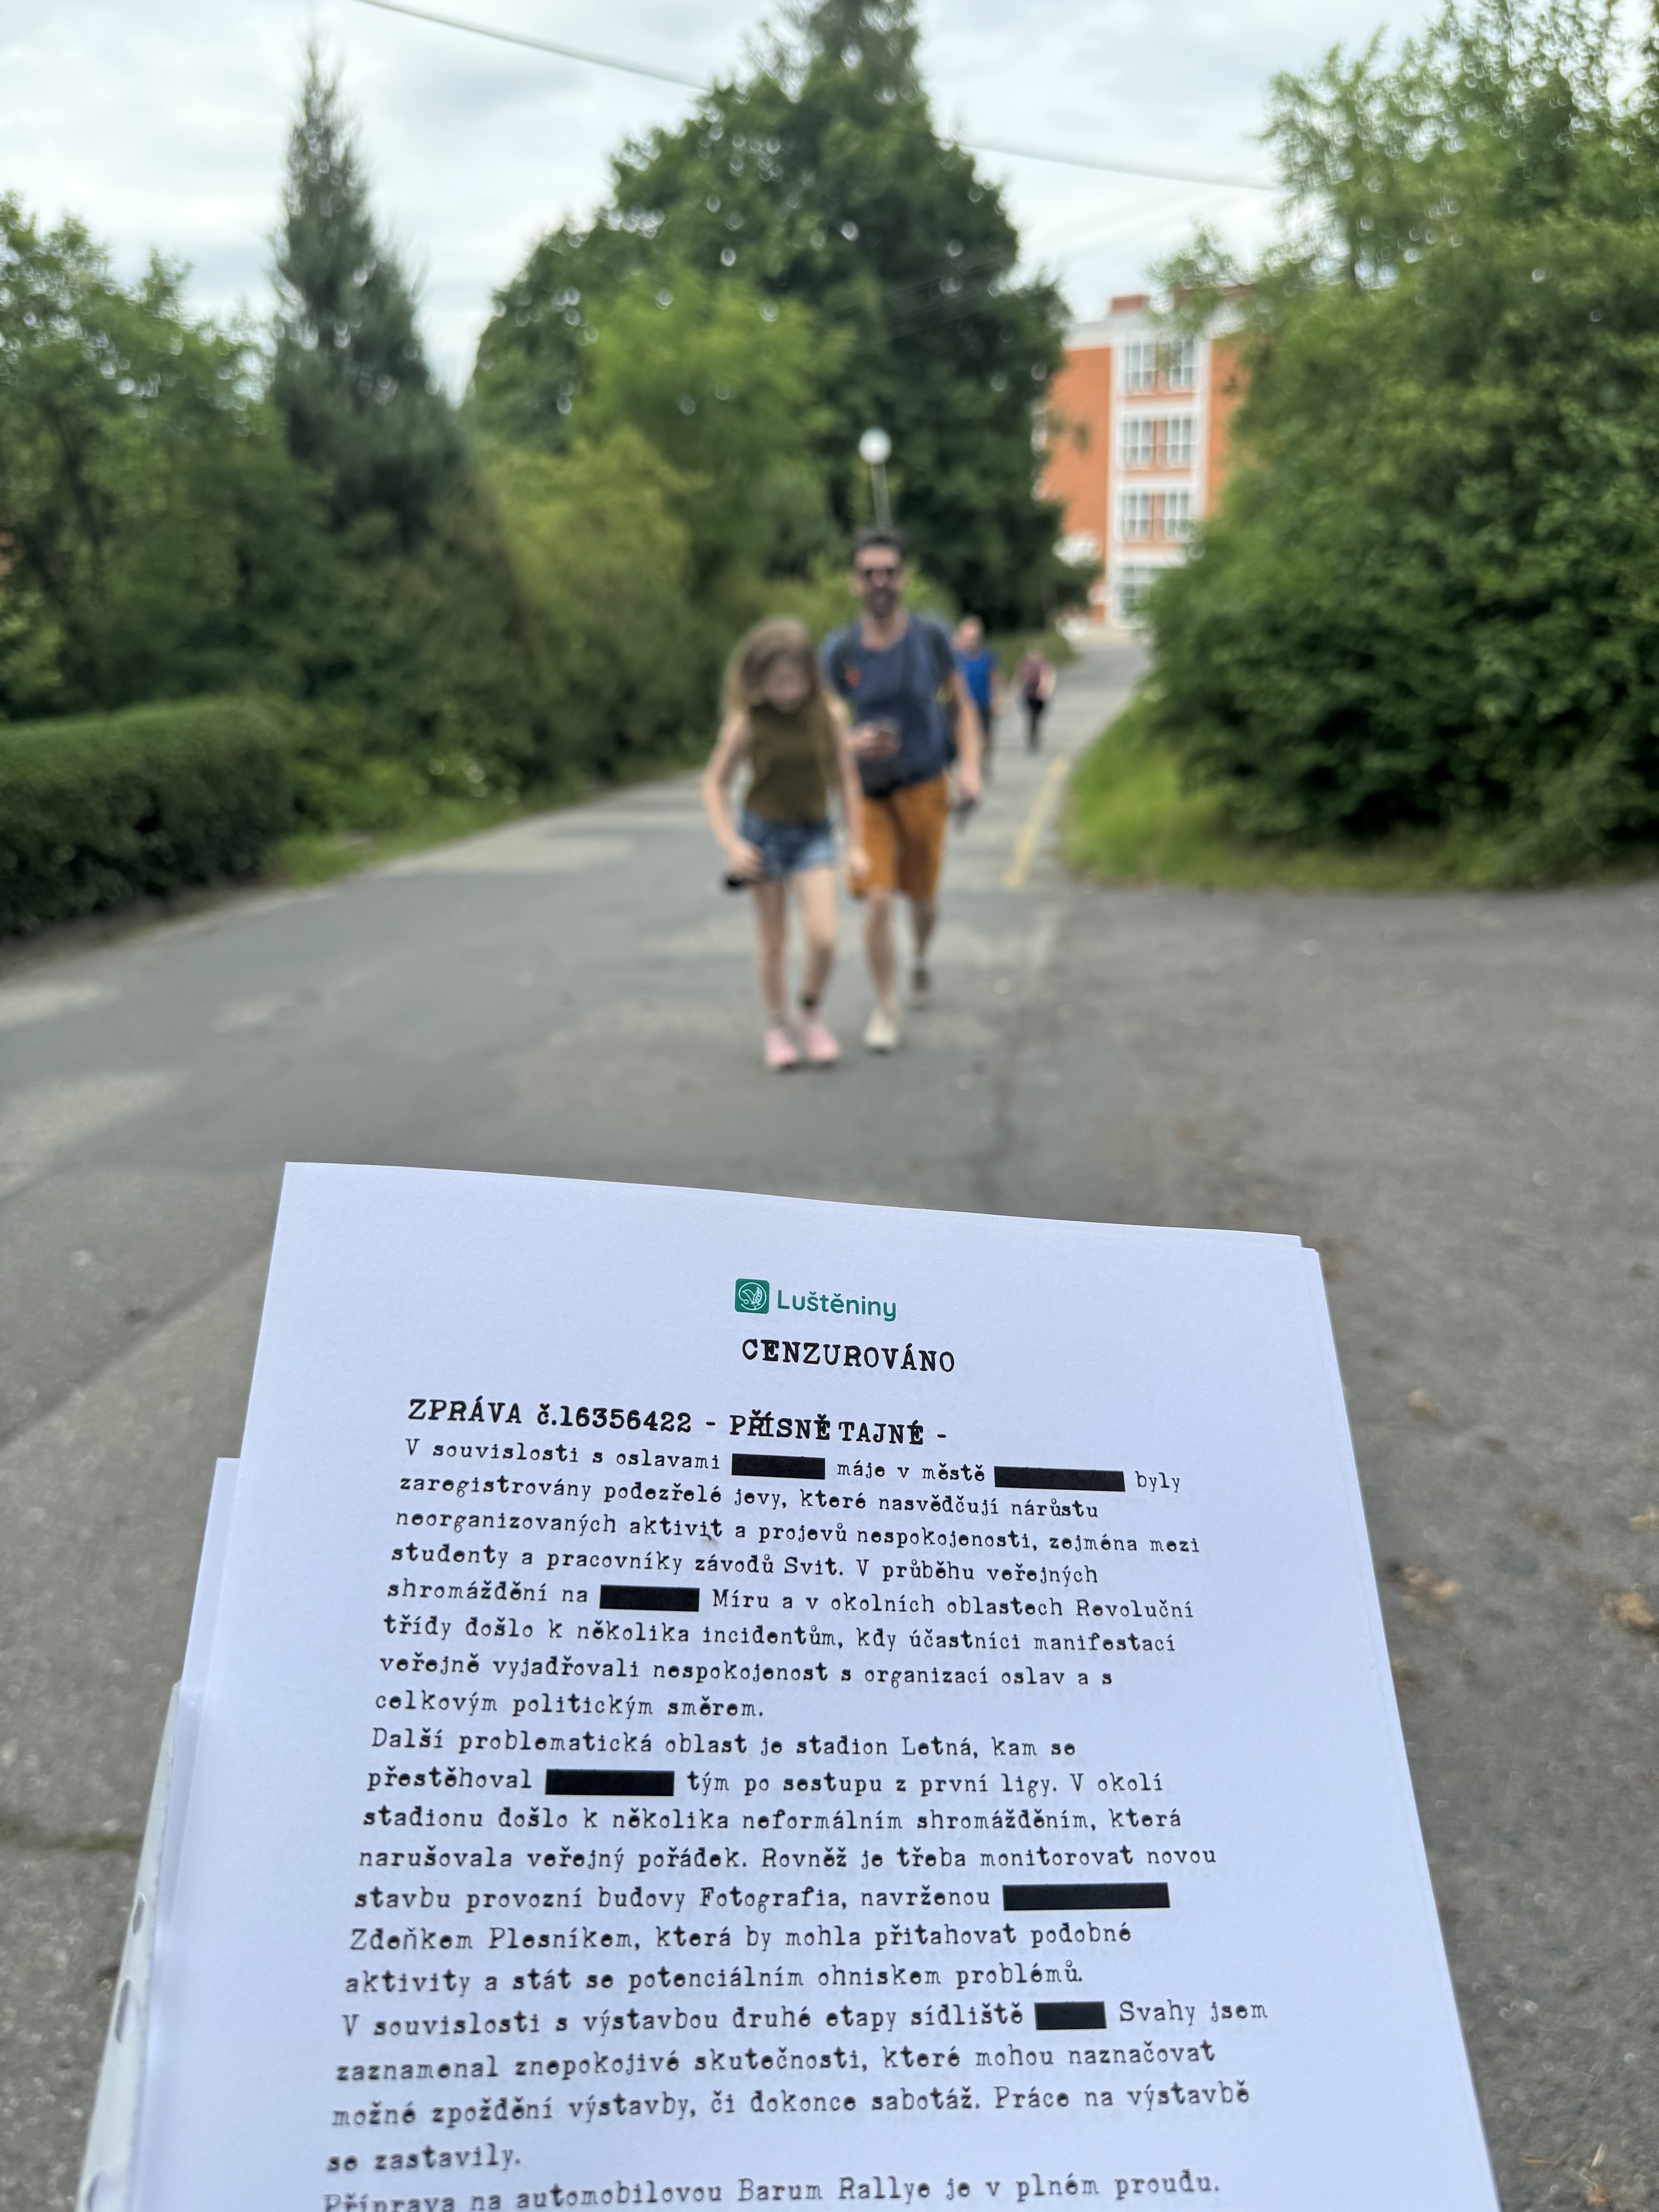 Luštěniny
CENZUROVÁNO
ZPRÁVA č.16356422 - PŘÍSNĚ TAJNÉ -
V souvislosti s oslavami máje v městě byly
zaregistrovány podezřelé jevy, které nasvědčují nárůstu
neorganizovaných aktivit a projevů nespokojenosti, zejména mezi
studenty a pracovníky závodů Svit. V průběhu veřejných
shromáždění na Míru a v okolních oblastech Revoluční
třídy došlo k několika incidentům, kdy účastníci manifestací
veřejně vyjadřovali nespokojenost s organizací oslav a s
celkovým politickým směrem.
Další problematická oblast je stadion Letná, kam se
přestěhoval tým po sestupu z první ligy. V okolí
stadionu došlo k několika neformálním shromážděním, která
narušovala veřejný pořádek. Rovněž je třeba monitorovat novou
stavbu provozní budovy Fotografia, navrženou
Zdeňkem Plesníkem, která by mohla přitahovat podobné
aktivity a stát se potenciálním ohniskem problémů.
V souvislosti s výstavbou druhé etapy sídliště Svahy jsem
zaznamenal znepokojivé skutečnosti, které mohou naznačovat
možné zpoždění výstavby, či dokonce sabotáž. Práce na výstavbě
se zastavily.
Příprava na automobilovou Barum Rallye je v plném proudu.